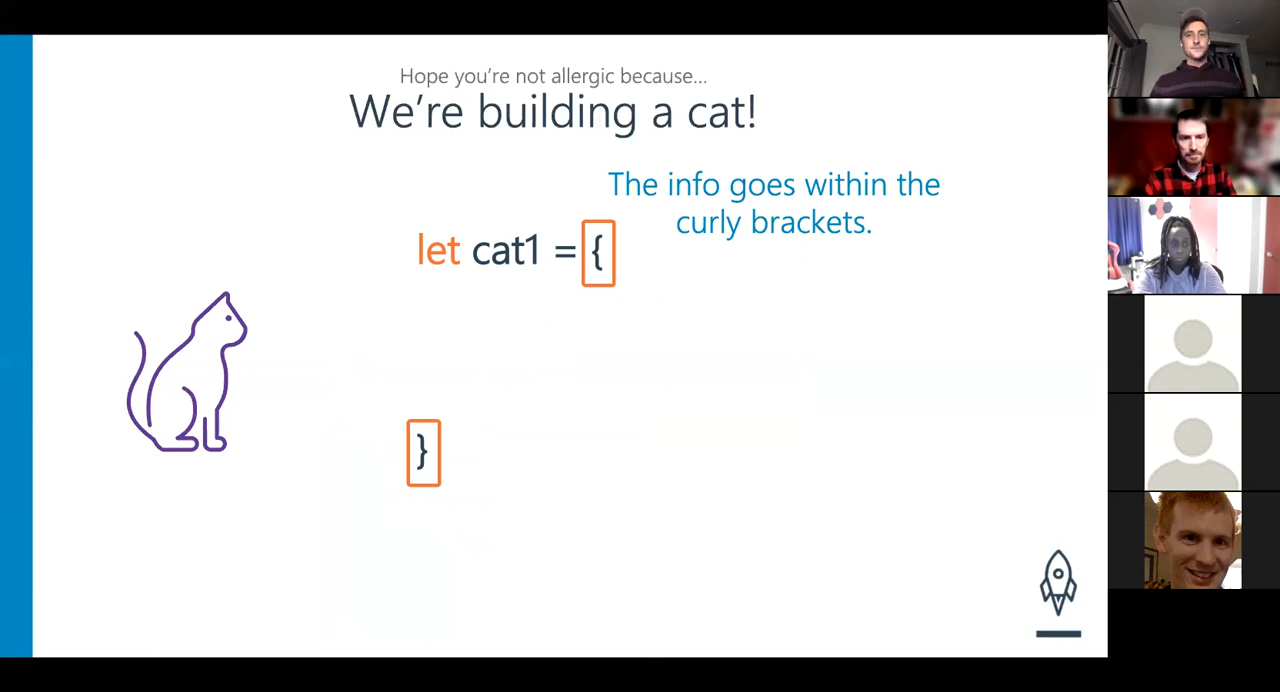 Hope you're not allergic because...
We're building a cat!
The info goes within the
curly brackets.
let cat1 = {
}